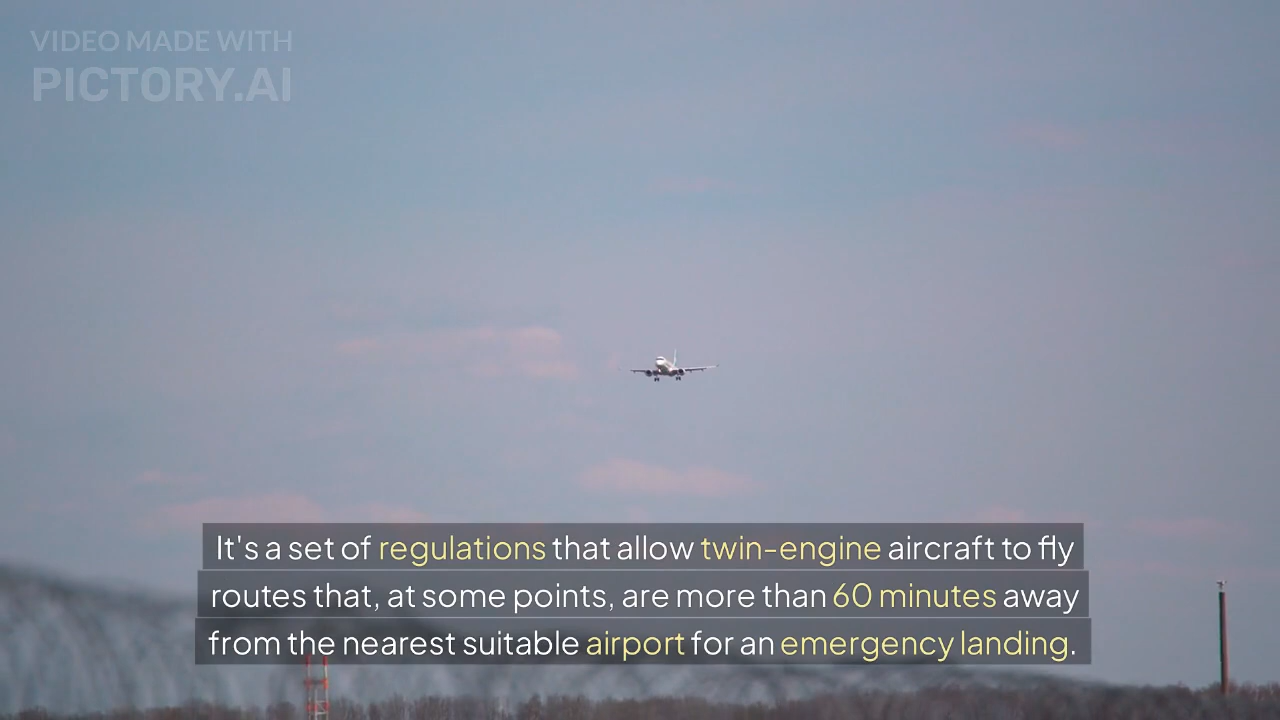 VIDEO MADE WITH
PICTORY.AI
It's a set of regulations that allow twin-engine aircraft to fly
routes that, at some points, are more than 60 minutes away
from the nearest suitable airport for an emergency landing.